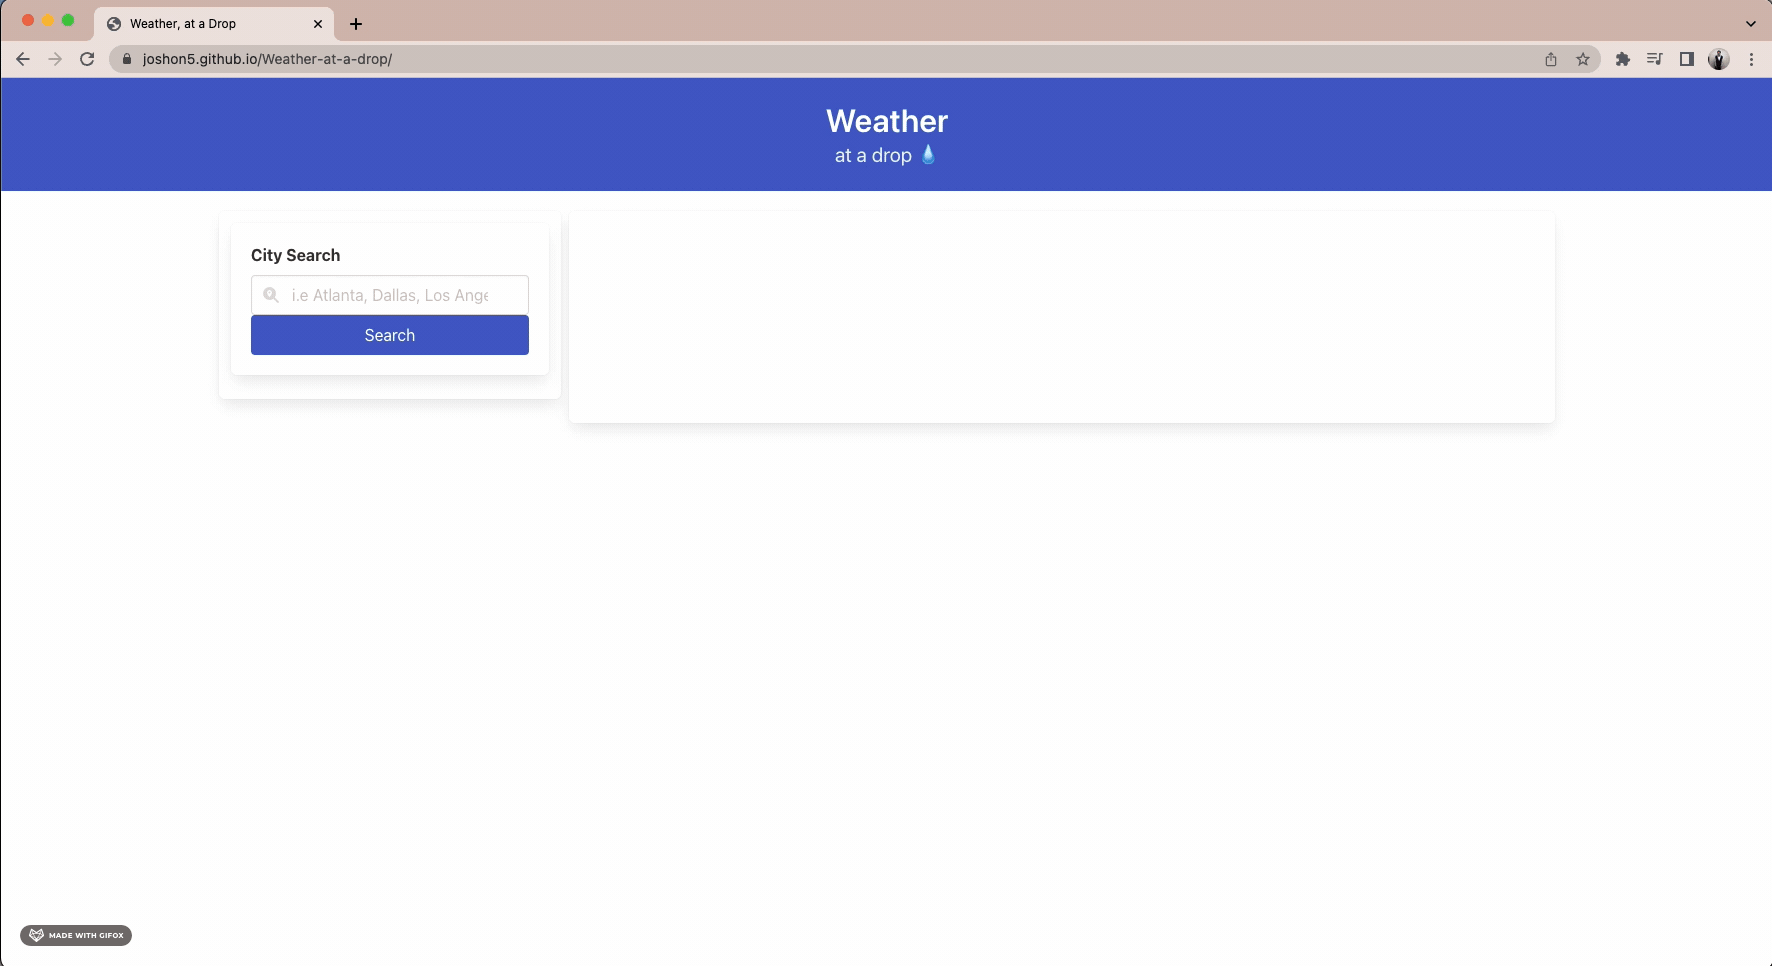 Weather, at a Drop
joshon5.github.io/Weather-at-a-drop/
Weather
at a drop 💧
City Search
i.e Atlanta, Dallas, Los Ange
Search
MADE WITH GIFOX